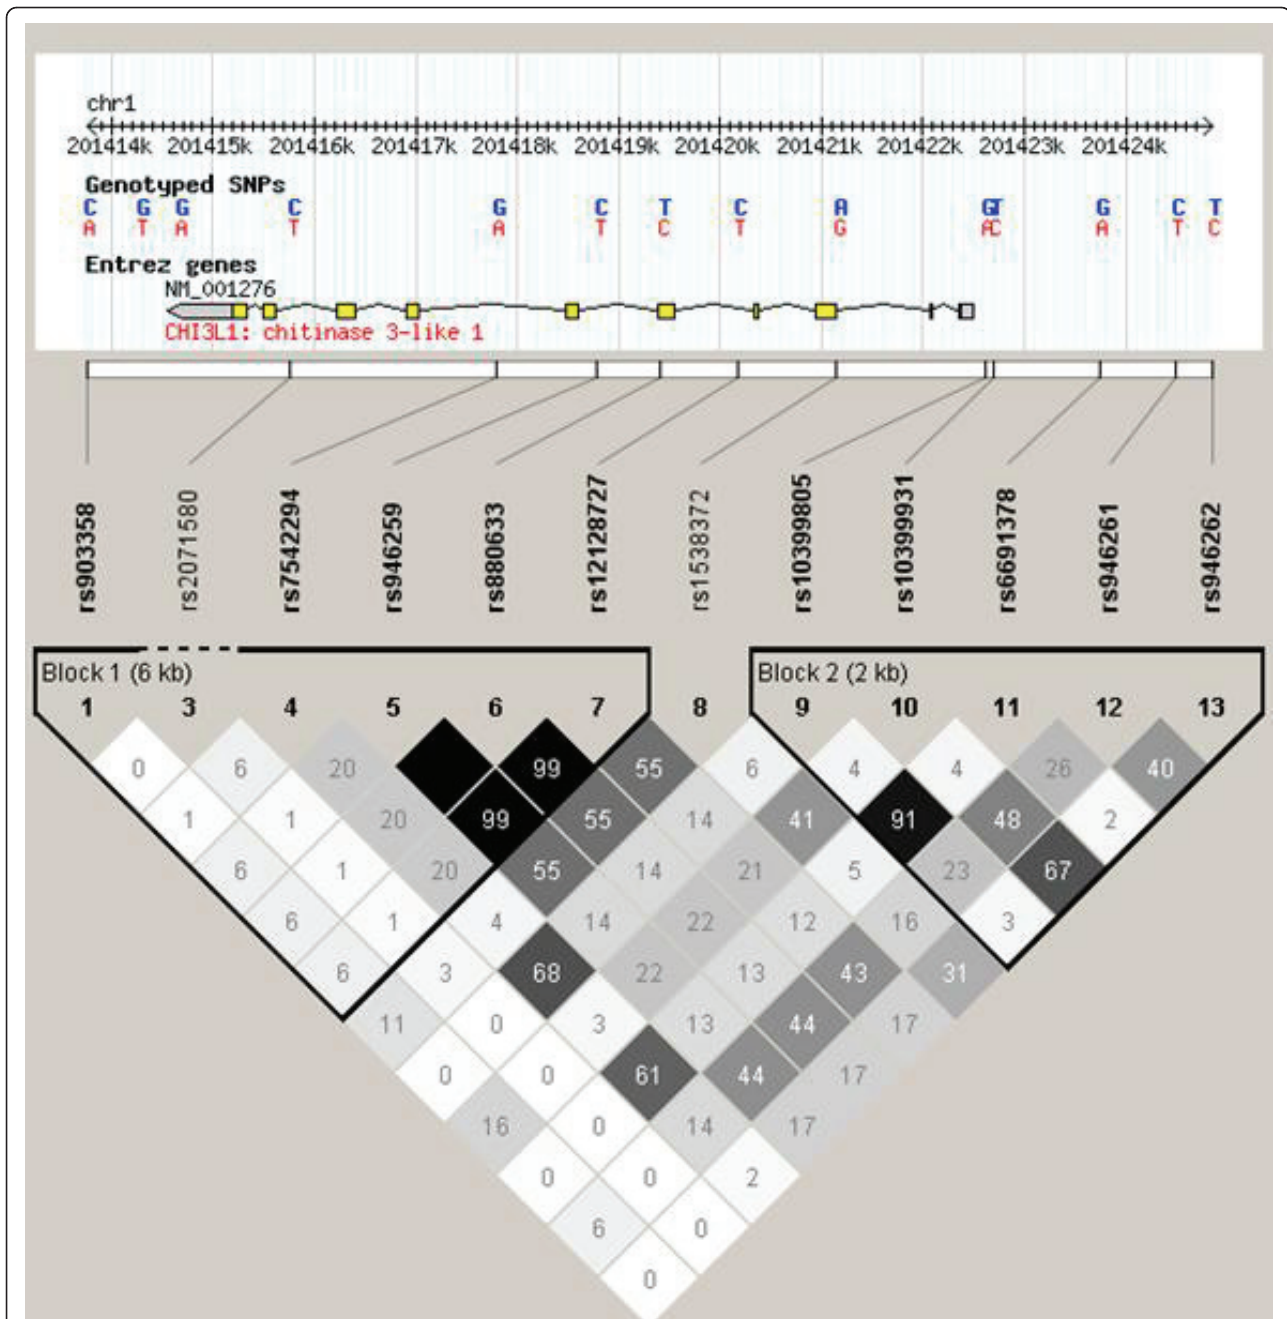 chr1
201414k 201415k 201416k 201417k 201418k 201419k 201420k 201421k 201422k 201423k 201424k
Genotyped SNPs
C G G C G C T C A G T G C T
A T A T A T C T G A C A T C
Entrez genes
NM_001276
CHI3L1: chitinase 3-like 1
rs903358 rs2071580 rs7542294 rs946259 rs880633 rs12128727 rs1538372 rs10399805 rs10399931 rs6691378 rs946261 rs946262
Block 1 (6 kb) Block 2 (2 kb)
1 3 4 5 6 7 8 9 10 11 12 13
0 6 20 99 55 6 4 4 26 40
1 1 20 99 55 14 41 91 48 2
6 1 20 55 14 21 5 23 67
6 1 4 14 22 12 16 3
6 3 68 22 13 43 31
11 0 3 13 44 17
0 0 61 44 17
16 0 14 17
0 0 2
6 0
0